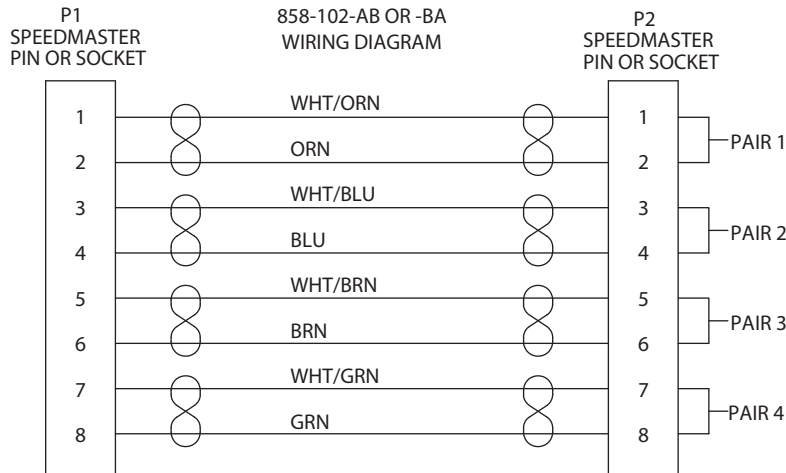 P1
SPEEDMASTER
PIN OR SOCKET
858-102-AB OR -BA
WIRING DIAGRAM
P2
SPEEDMASTER
PIN OR SOCKET
1 WHT/ORN 1
2 ORN 2
PAIR 1
3 WHT/BLU 3
4 BLU 4
PAIR 2
5 WHT/BRN 5
6 BRN 6
PAIR 3
7 WHT/GRN 7
8 GRN 8
PAIR 4